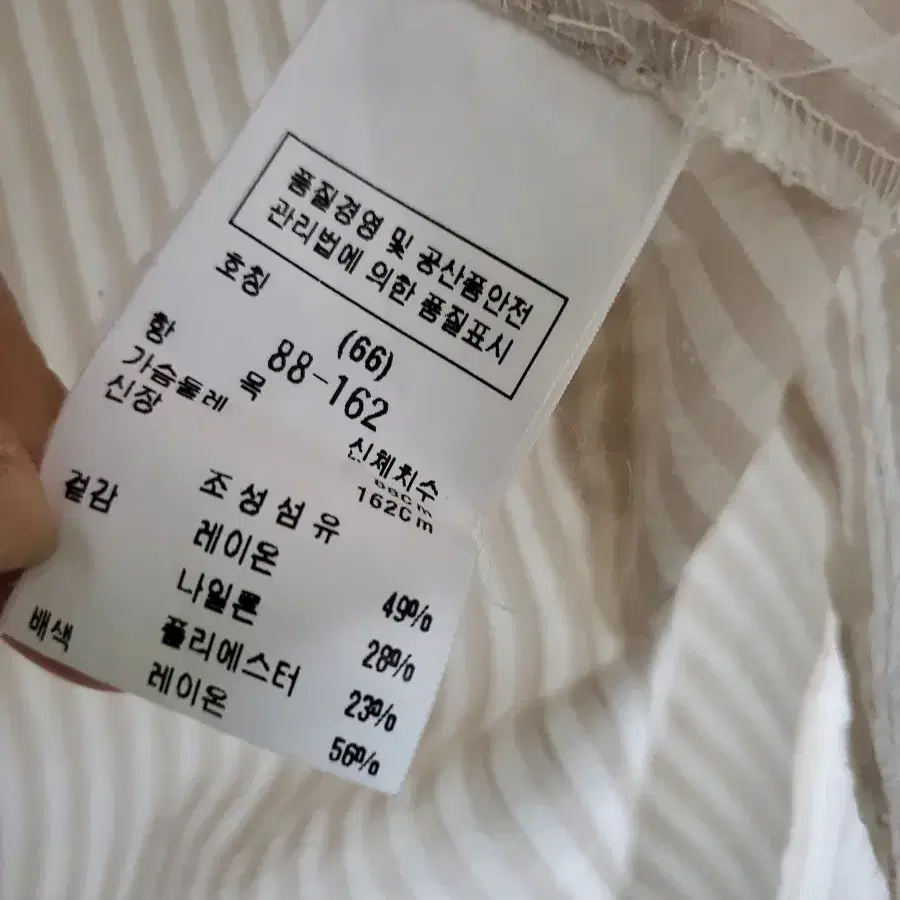 품질경영 및 공산품안전
관리법에 의한 품질표시
호칭
(66)
88-162
항 목 신체치수
가슴둘레 88cm
신장 162cm
조성섬유
겉감 레이온 49%
나일론 28%
폴리에스터 23%
배색 레이온 56%